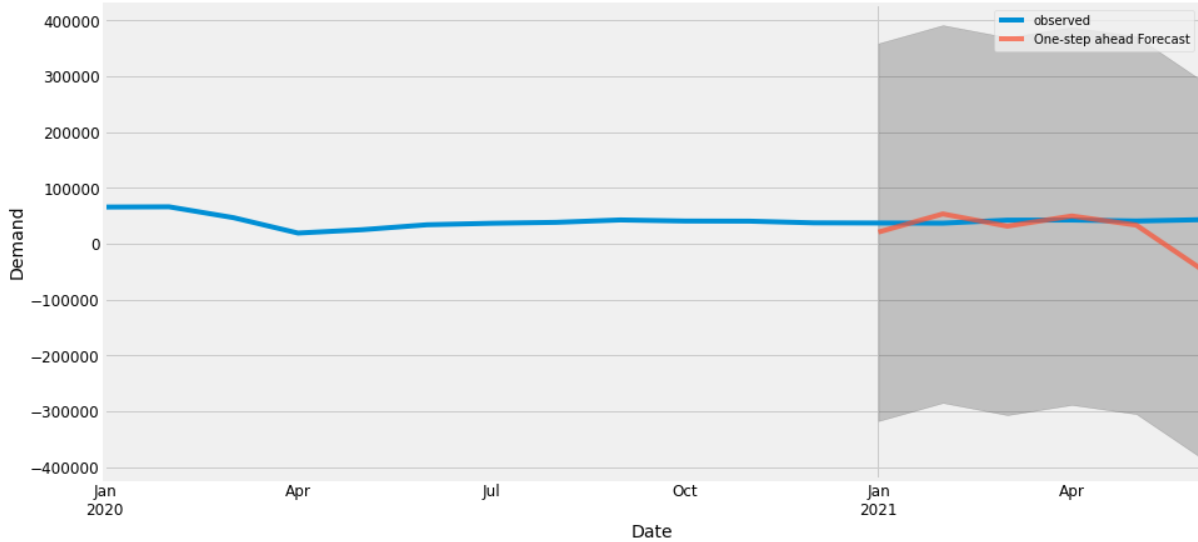 400000
observed
One-step ahead Forecast
300000
200000
100000
0
−100000
−200000
−300000
−400000
Demand
Jan
2020
Apr
Jul
Oct
Jan
2021
Apr
Date